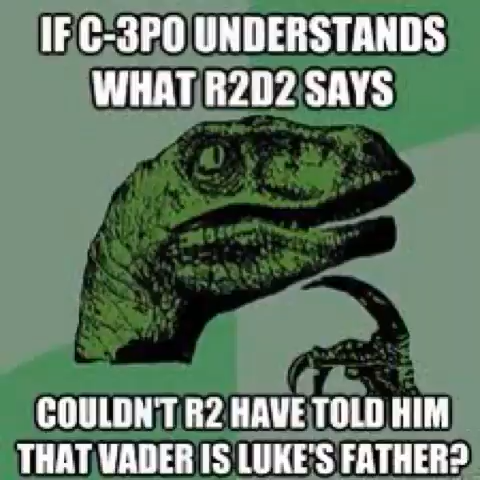 IF C-3PO UNDERSTANDS
WHAT R2D2 SAYS
COULDN'T R2 HAVE TOLD HIM
THAT VADER IS LUKE'S FATHER?